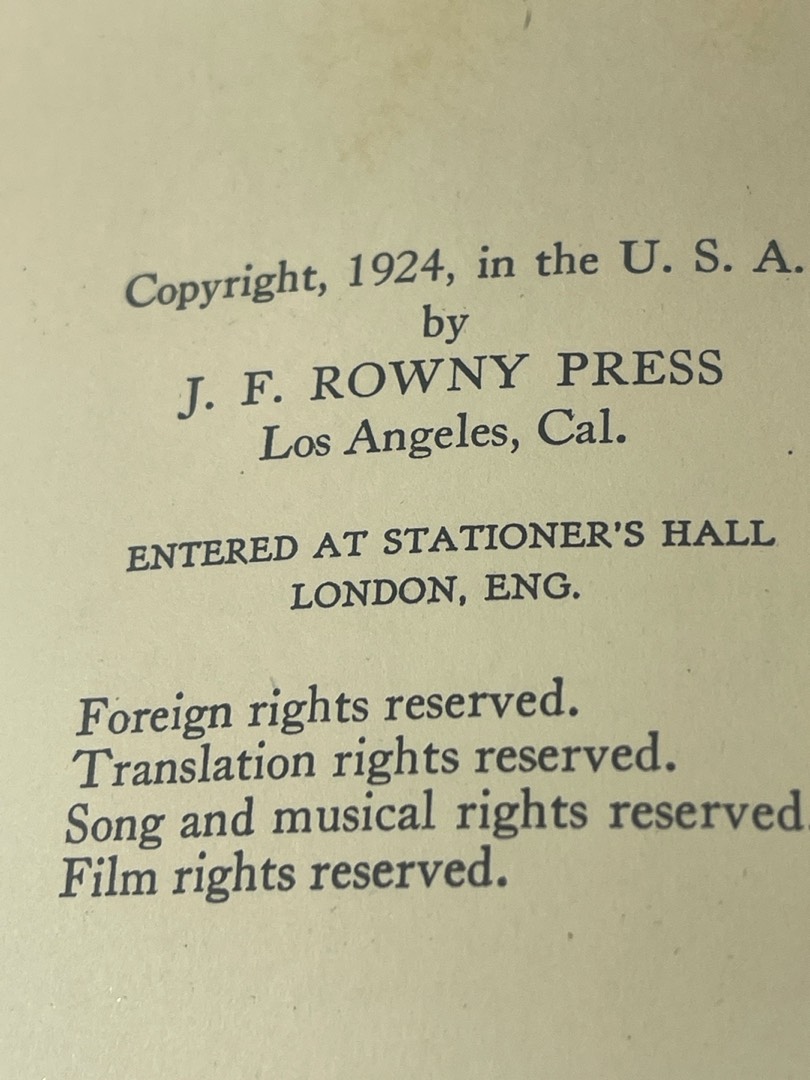 Copyright, 1924, in the U. S. A.
by
J. F. ROWNY PRESS
Los Angeles, Cal.
ENTERED AT STATIONER'S HALL
LONDON, ENG.
Foreign rights reserved.
Translation rights reserved.
Song and musical rights reserved.
Film rights reserved.